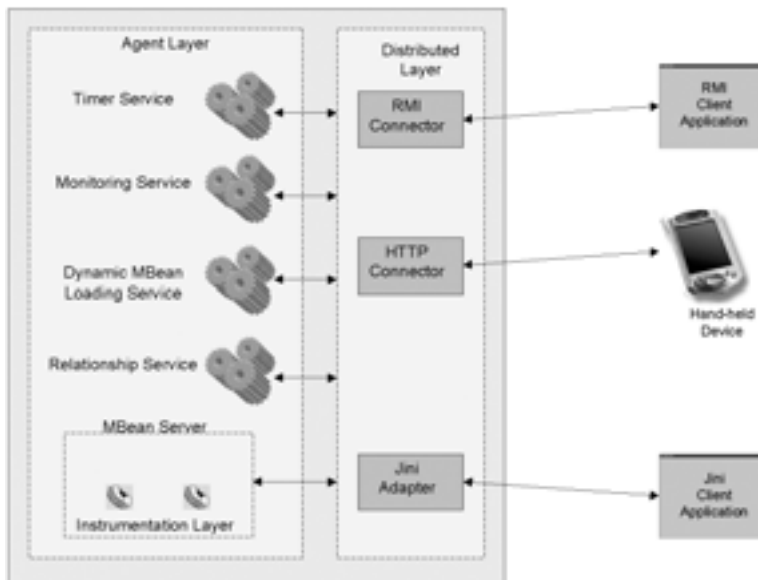 Agent Layer
Distributed
Layer
Timer Service
RMI
Connector
RMI
Client
Application
Monitoring Service
Dynamic MBean
Loading Service
HTTP
Connector
Hand-held
Device
Relationship Service
MBean Server
Instrumentation Layer
Jini
Adapter
Jini
Client
Application